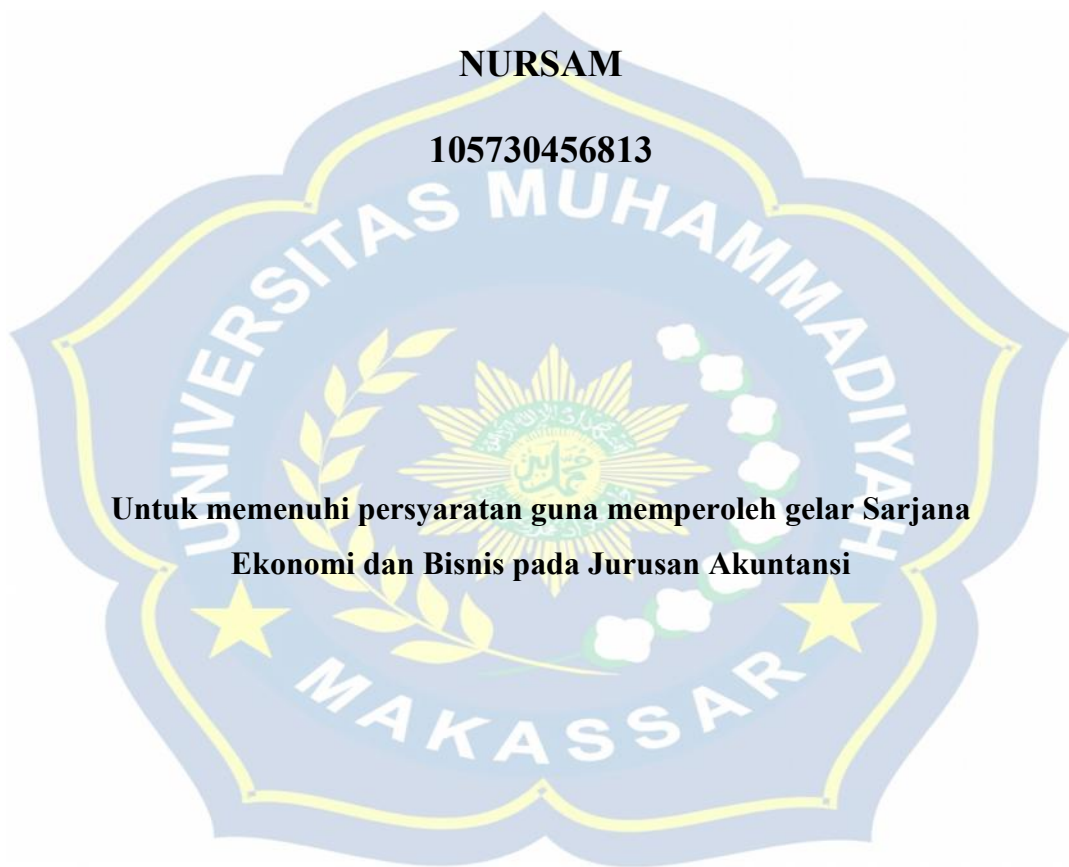 NURSAM
105730456813
UNIVERSITAS MUHAMMADIYAH
Untuk memenuhi persyaratan guna memperoleh gelar Sarjana
Ekonomi dan Bisnis pada Jurusan Akuntansi
MAKASSAR